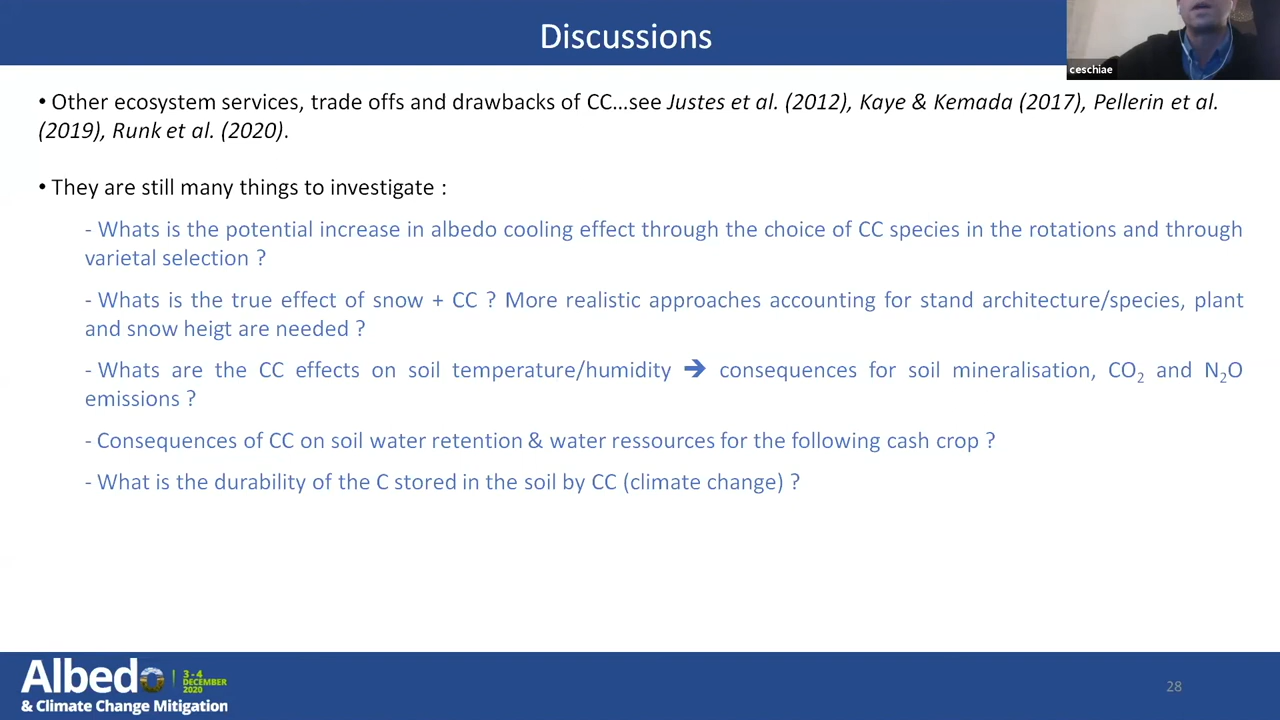 Discussions
ceschiae
• Other ecosystem services, trade offs and drawbacks of CC...see Justes et al. (2012), Kaye & Kemada (2017), Pellerin et al.
(2019), Runk et al. (2020).
• They are still many things to investigate :
- Whats is the potential increase in albedo cooling effect through the choice of CC species in the rotations and through
varietal selection ?
- Whats is the true effect of snow + CC ? More realistic approaches accounting for stand architecture/species, plant
and snow heigt are needed ?
- Whats are the CC effects on soil temperature/humidity ➔ consequences for soil mineralisation, CO₂ and N₂O
emissions ?
- Consequences of CC on soil water retention & water ressources for the following cash crop ?
- What is the durability of the C stored in the soil by CC (climate change) ?
Albedo
3-4
DECEMBER
2020
& Climate Change Mitigation
28